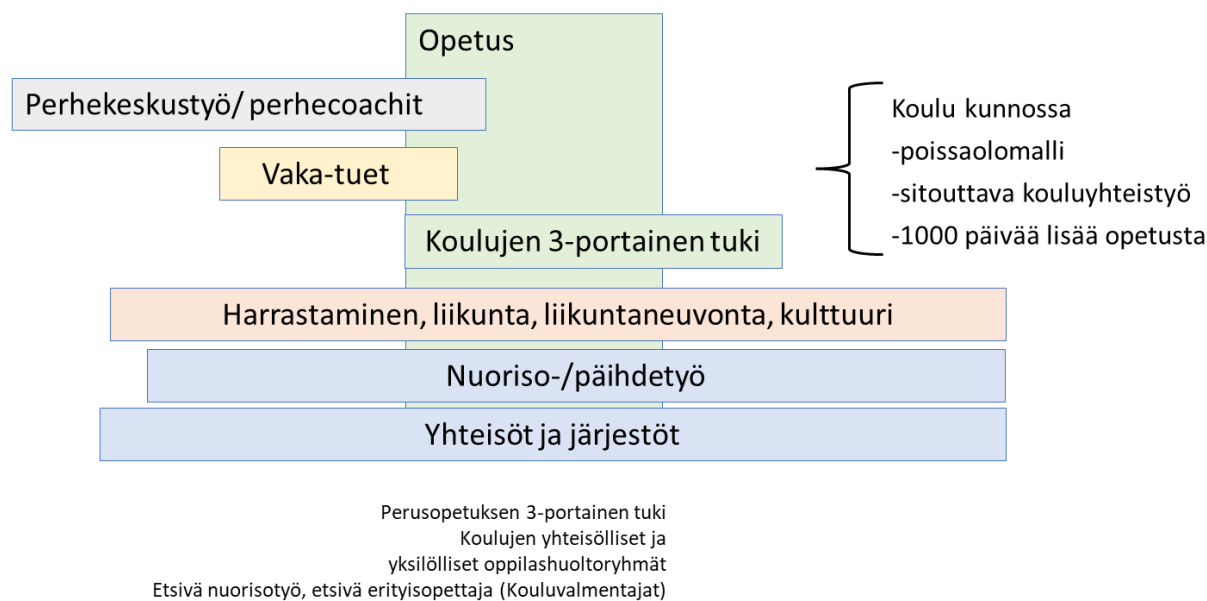 Opetus
Perhekeskustyö/ perhecoachit
Vaka-tuet
Koulujen 3-portainen tuki
Harrastaminen, liikunta, liikuntaneuvonta, kulttuuri
Nuoriso-/päihdetyö
Yhteisöt ja järjestöt
Koulu kunnossa
-poissaolomalli
-sitouttava kouluyhteistyö
-1000 päivää lisää opetusta
Perusopetuksen 3-portainen tuki
Koulujen yhteisölliset ja
yksilölliset oppilashuoltoryhmät
Etsivä nuorisotyö, etsivä erityisopettaja (Kouluvalmentajat)